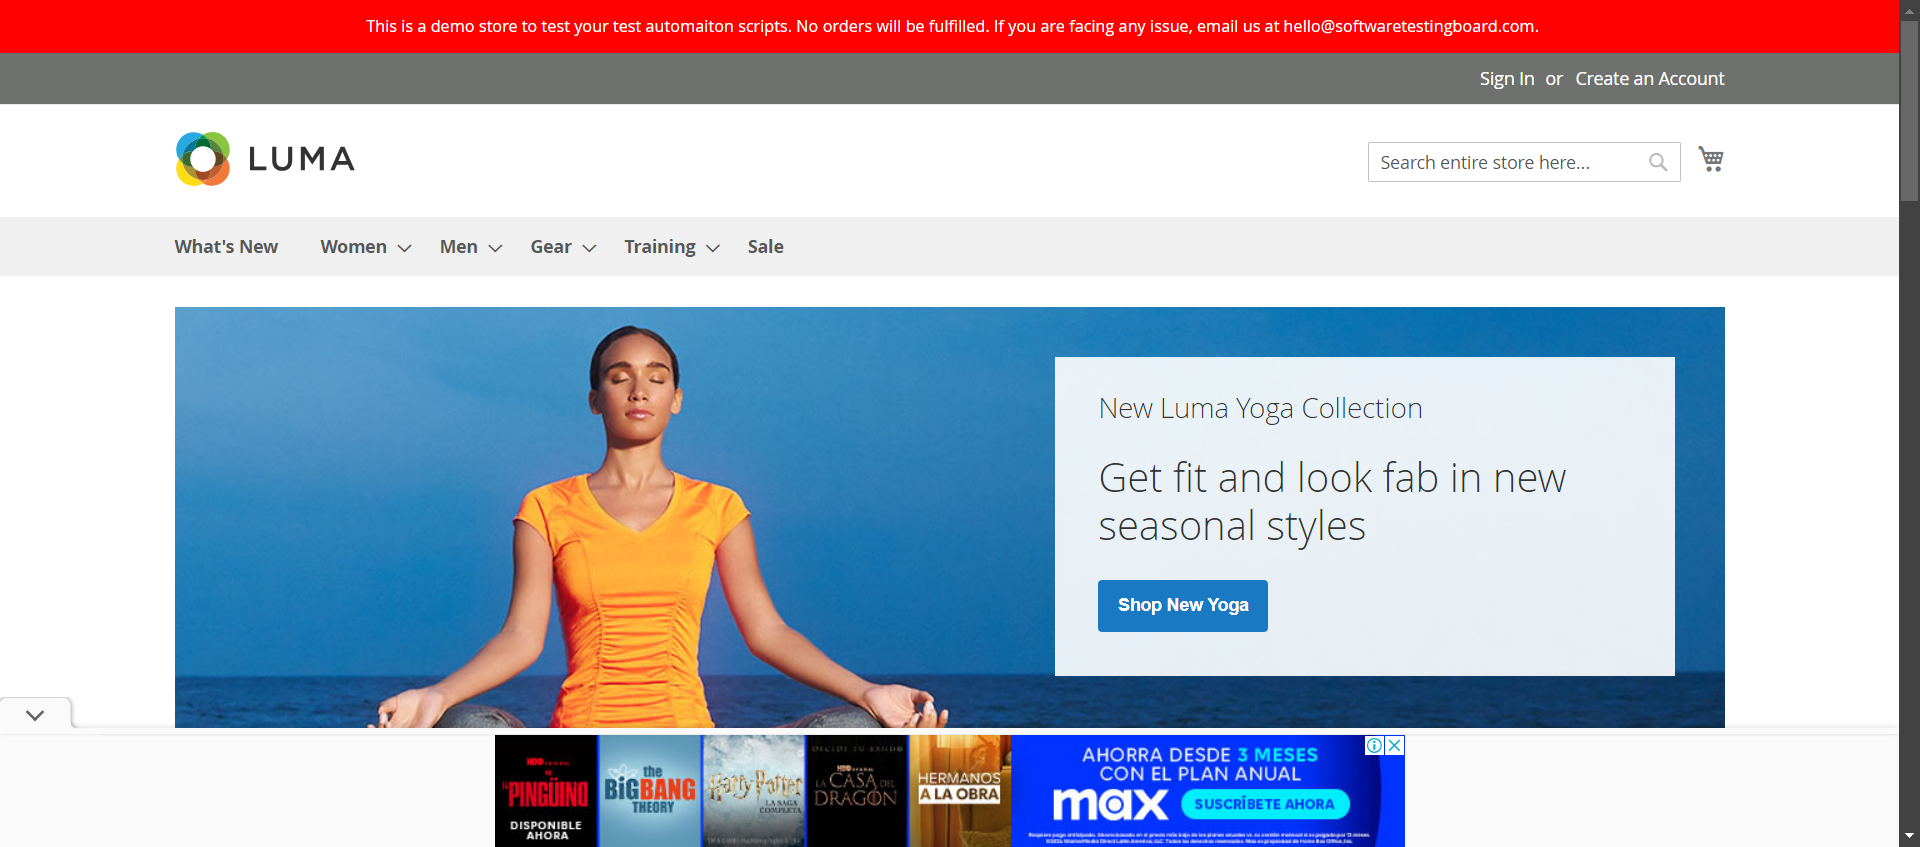 This is a demo store to test your test automaiton scripts. No orders will be fulfilled. If you are facing any issue, email us at hello@softwaretestingboard.com.
Sign In or Create an Account
LUMA
Search entire store here...
What's New Women Men Gear Training Sale
New Luma Yoga Collection
Get fit and look fab in new
seasonal styles
Shop New Yoga
HBO ORIGINAL
EL
PINGÜINO
DISPONIBLE
AHORA
the
BIGBANG
THEORY
Harry Potter
LA SAGA
COMPLETA
DECIDE TU BANDO
HBO ORIGINAL
LA
CASA DEL
DRAGÓN
HERMANOS
A LA OBRA
AHORRA DESDE 3 MESES
CON EL PLAN ANUAL
max
SUSCRÍBETE AHORA